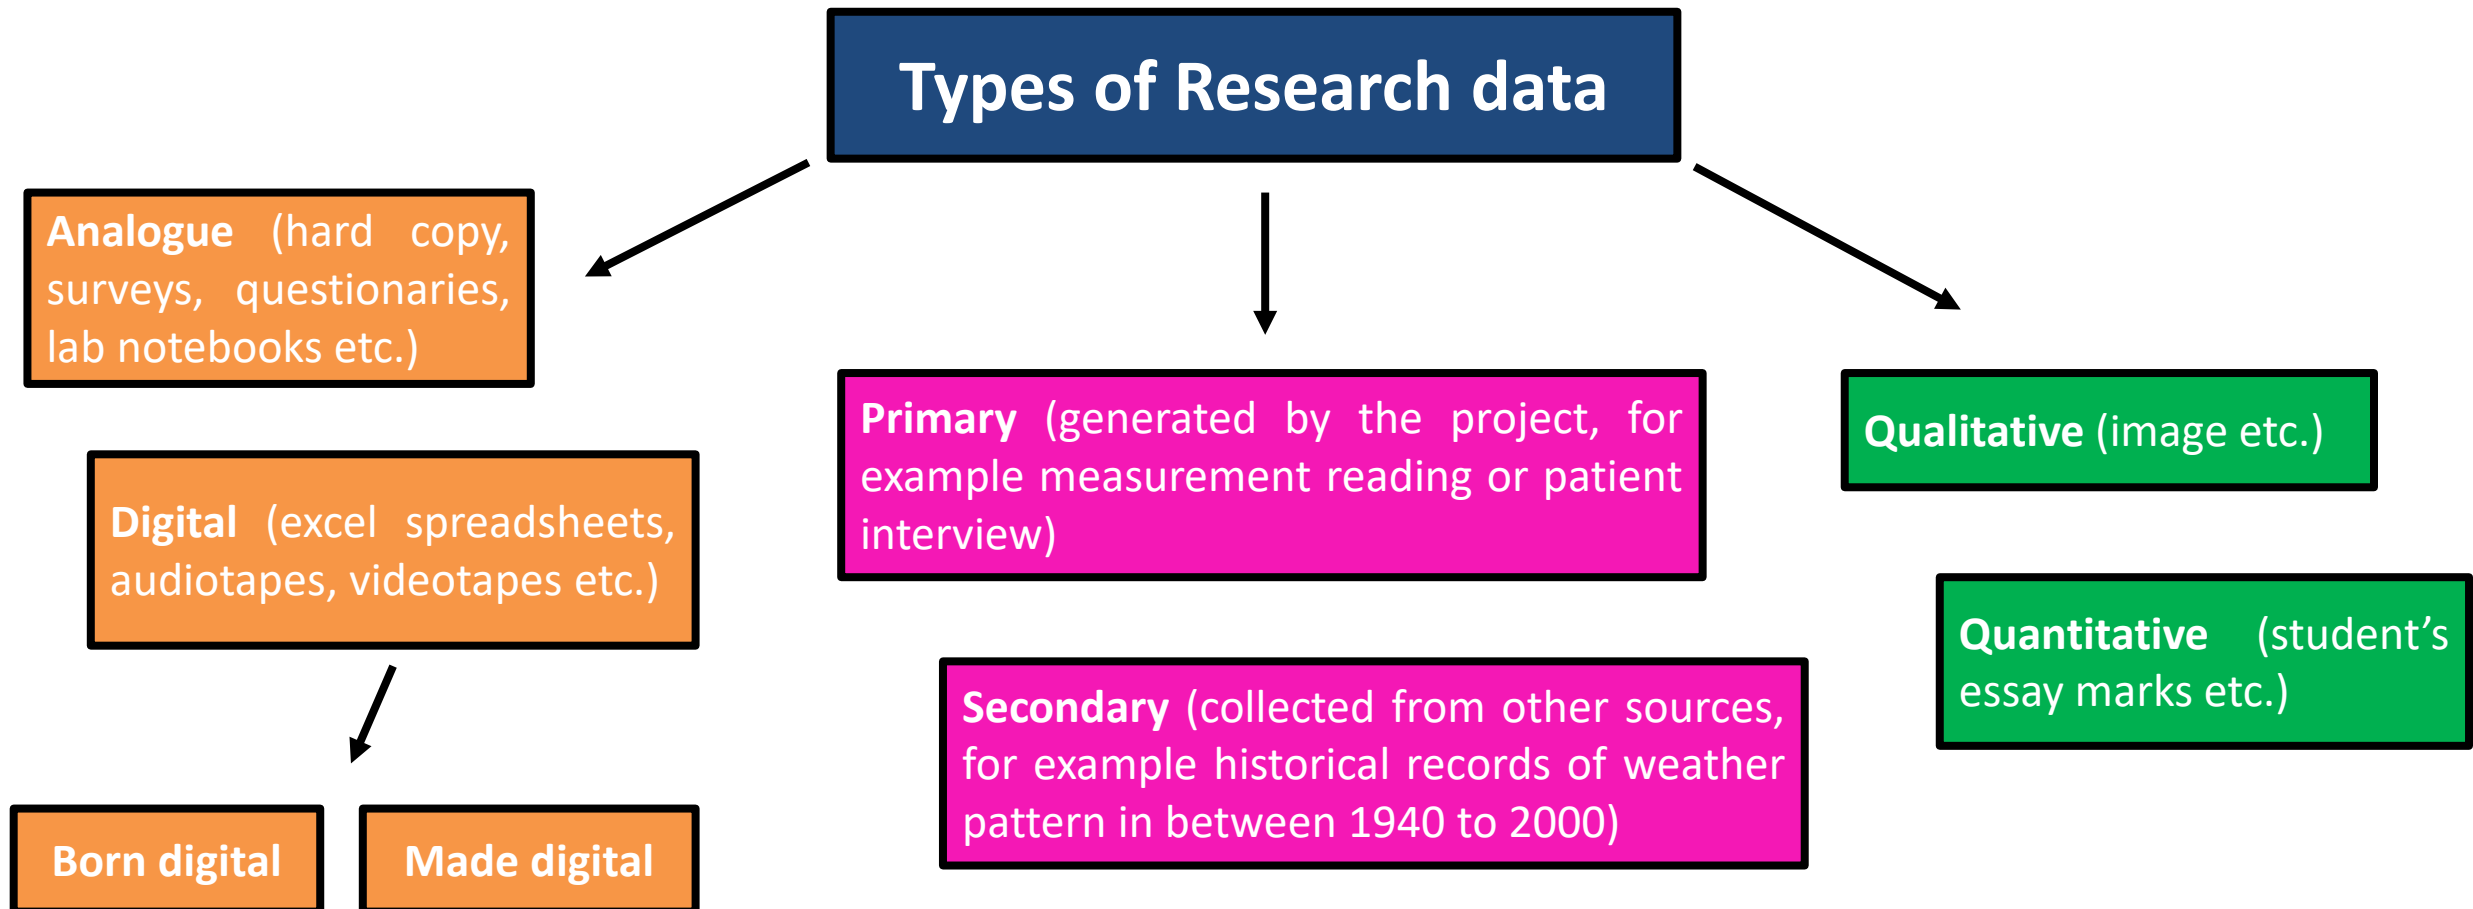 Types of Research data
Analogue (hard copy,
surveys, questionaries,
lab notebooks etc.)
Digital (excel spreadsheets,
audiotapes, videotapes etc.)
Born digital
Made digital
Primary (generated by the project, for
example measurement reading or patient
interview)
Secondary (collected from other sources,
for example historical records of weather
pattern in between 1940 to 2000)
Qualitative (image etc.)
Quantitative (student’s
essay marks etc.)